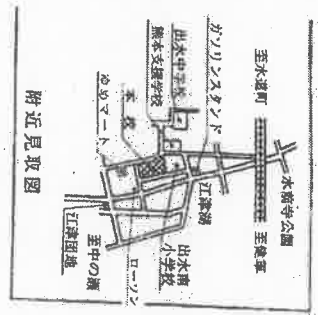 水前寺公園
至水道町
至健軍
ガソリンスタンド
江津湖
出水中学校
熊本支援学校
出水南
小学校
本校
ゆめマート
ローソン
至中の瀬
江津団地
附近見取図